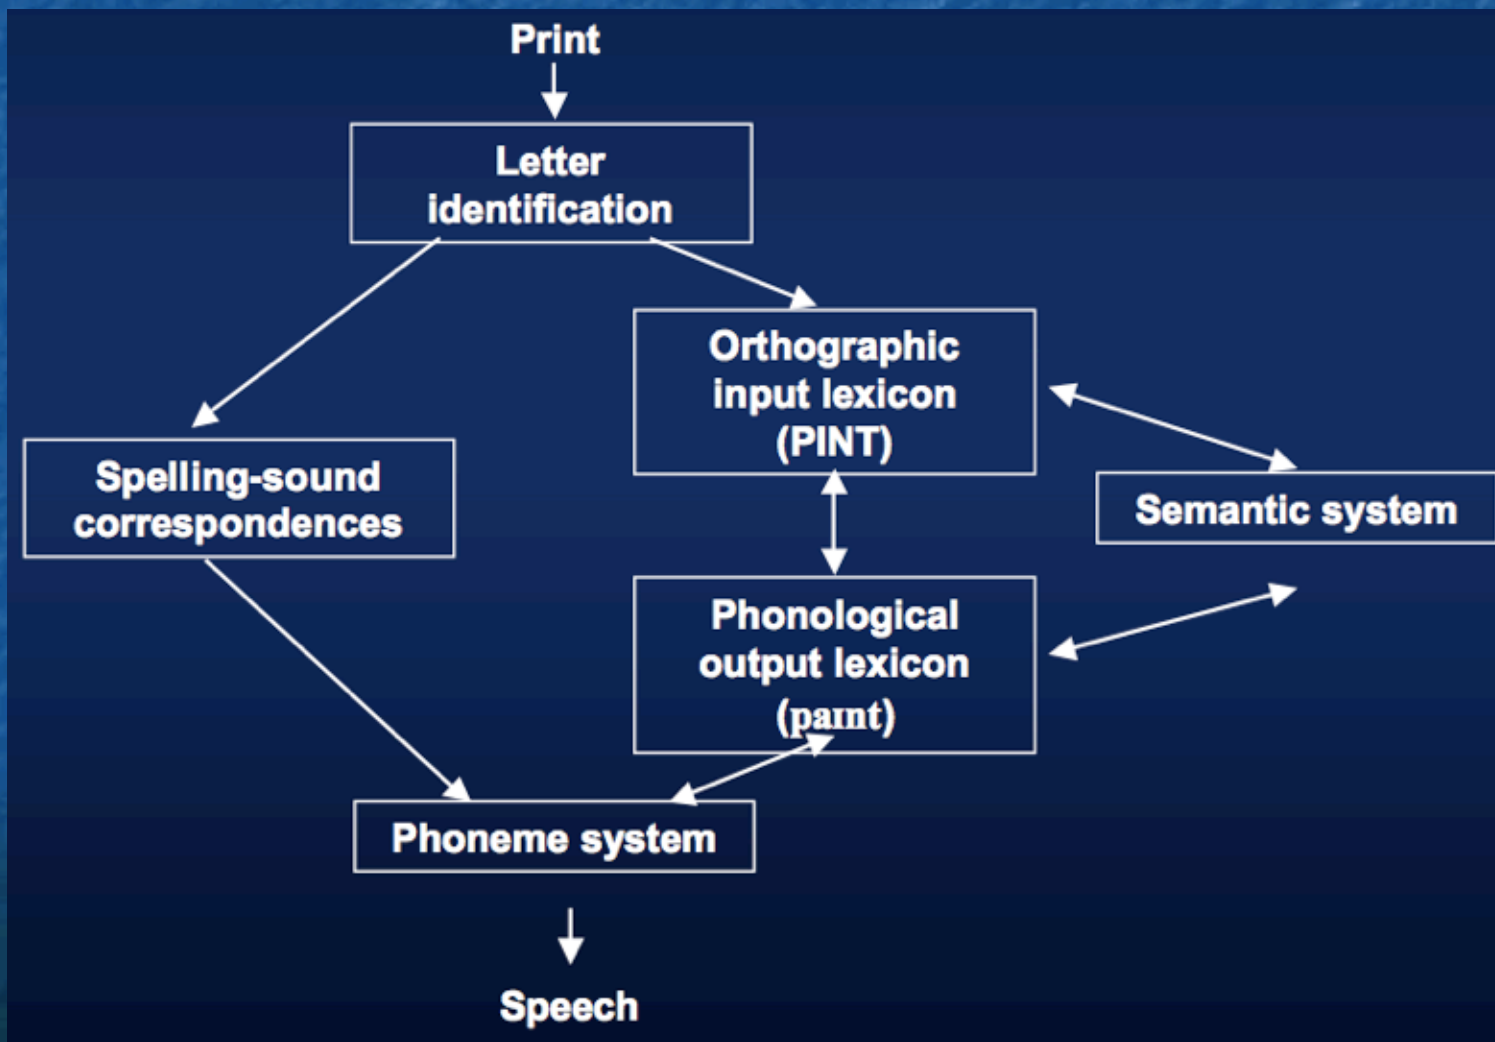 Print
Letter
identification
Orthographic
input lexicon
(PINT)
Spelling-sound
correspondences
Semantic system
Phonological
output lexicon
(paɪnt)
Phoneme system
Speech